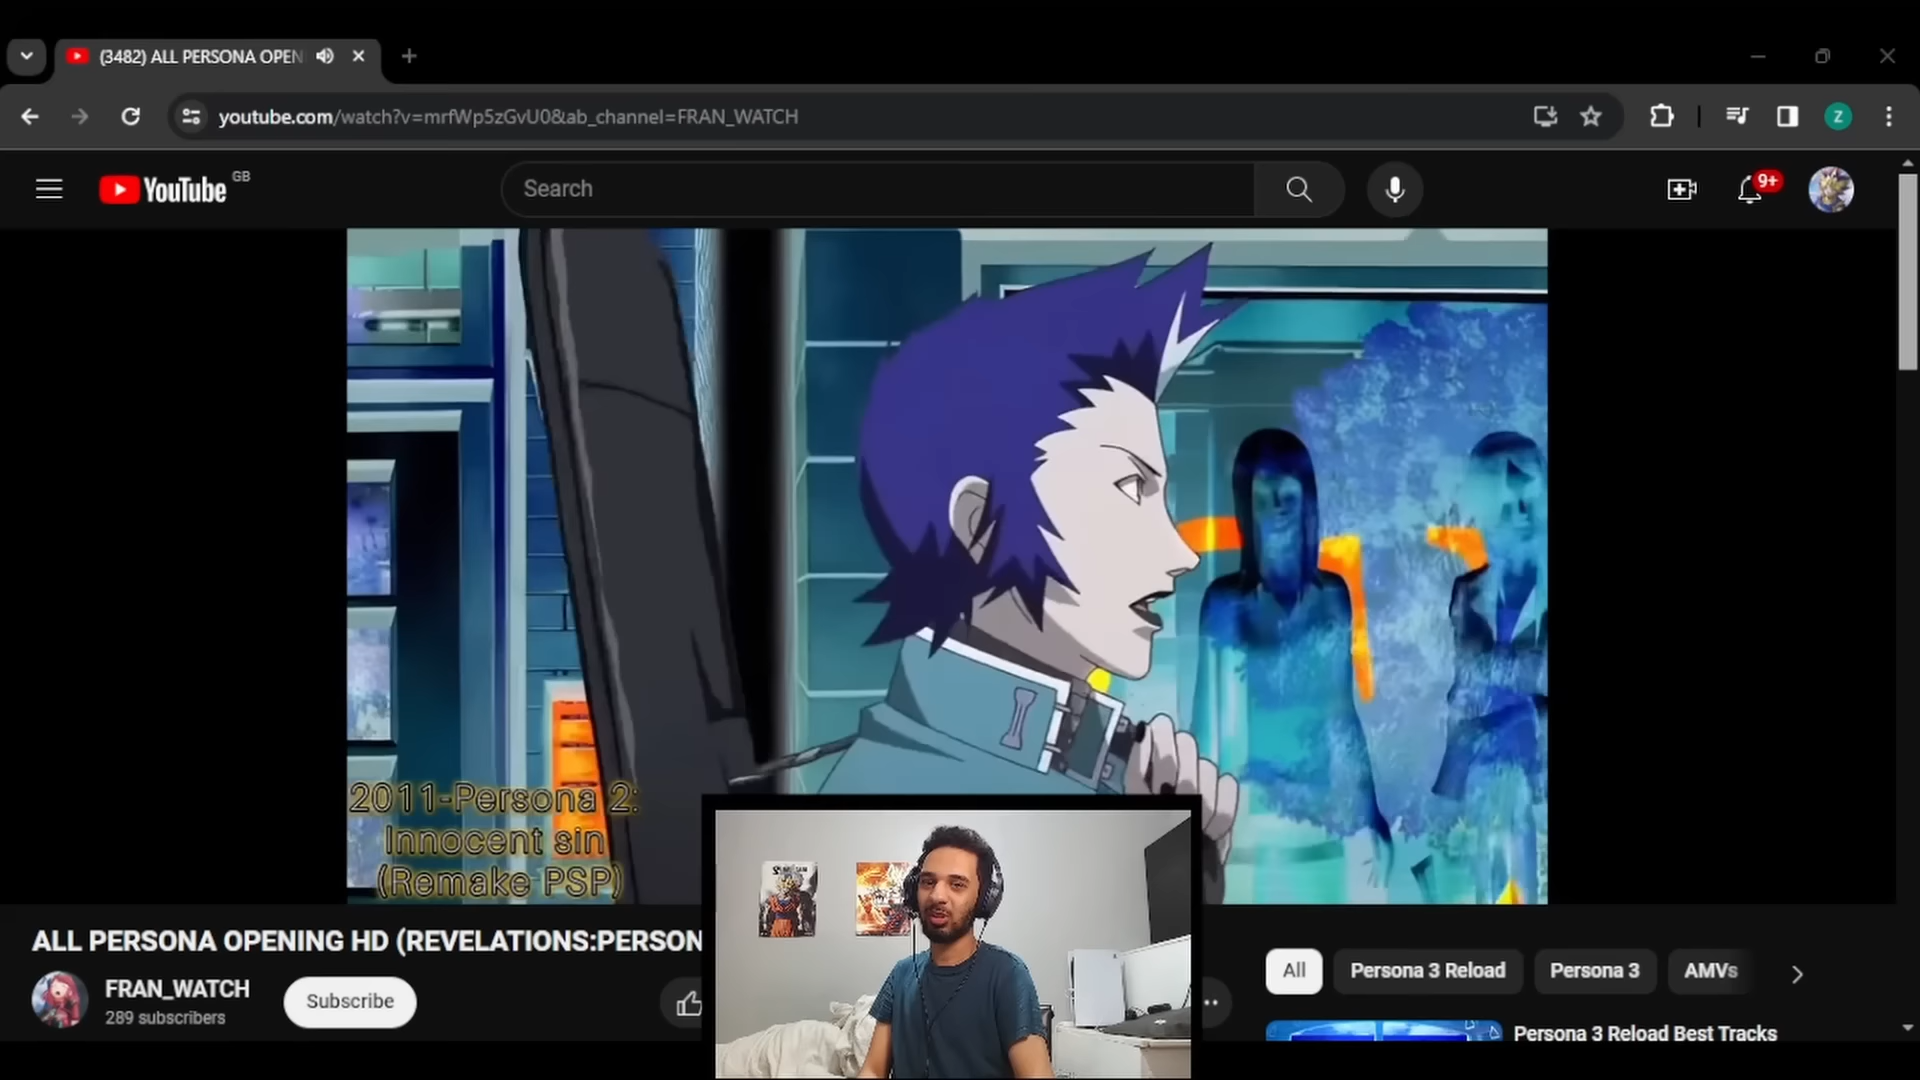 (3482) ALL PERSONA OPEN
youtube.com/watch?v=mrfWp5zGvU0&ab_channel=FRAN_WATCH
Z
YouTube GB
Search
9+
2011-Persona 2:
Innocent sin
(Remake PSP)
ALL PERSONA OPENING HD (REVELATIONS:PERSON
FRAN_WATCH
289 subscribers
Subscribe
All
Persona 3 Reload
Persona 3
AMVs
Persona 3 Reload Best Tracks